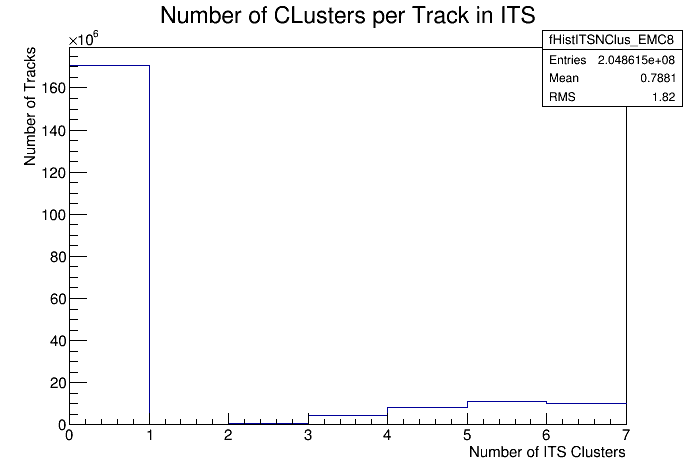 Number of CLusters per Track in ITS
×10⁶
fHistITSNClus_EMC8
Entries 2.048615e+08
Mean 0.7881
RMS 1.82
Number of Tracks
160
140
120
100
80
60
40
20
0
0 1 2 3 4 5 6 7
Number of ITS Clusters